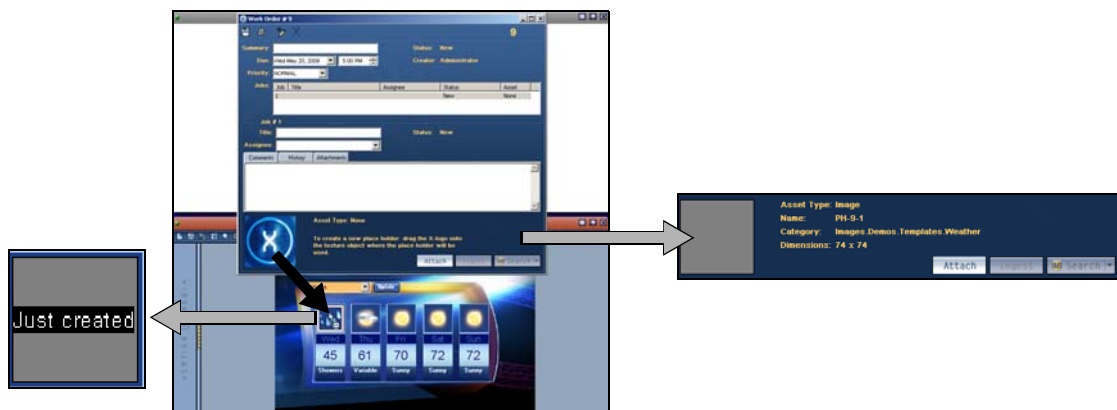 Work Order # 9
9
Summary:
Status: New
Due: Wed May 20, 2009 5:00 PM
Creator: Administrator
Priority: NORMAL
Jobs: Job Title Assignee Status Asset
1 New None
Job # 1
Title:
Status: New
Assignee:
Comments History Attachments
Asset Type: None
To create a new place holder: drag the X-logo onto
the texture object where the place holder will be
used.
Attach Ingest Search
Update
Wed Thu Fri Sat Sun
45 61 70 72 72
Showers Variable Sunny Sunny Sunny
Just created
Asset Type: Image
Name: PH-9-1
Category: Images.Demos.Templates.Weather
Dimensions: 74 x 74
Attach Ingest Search